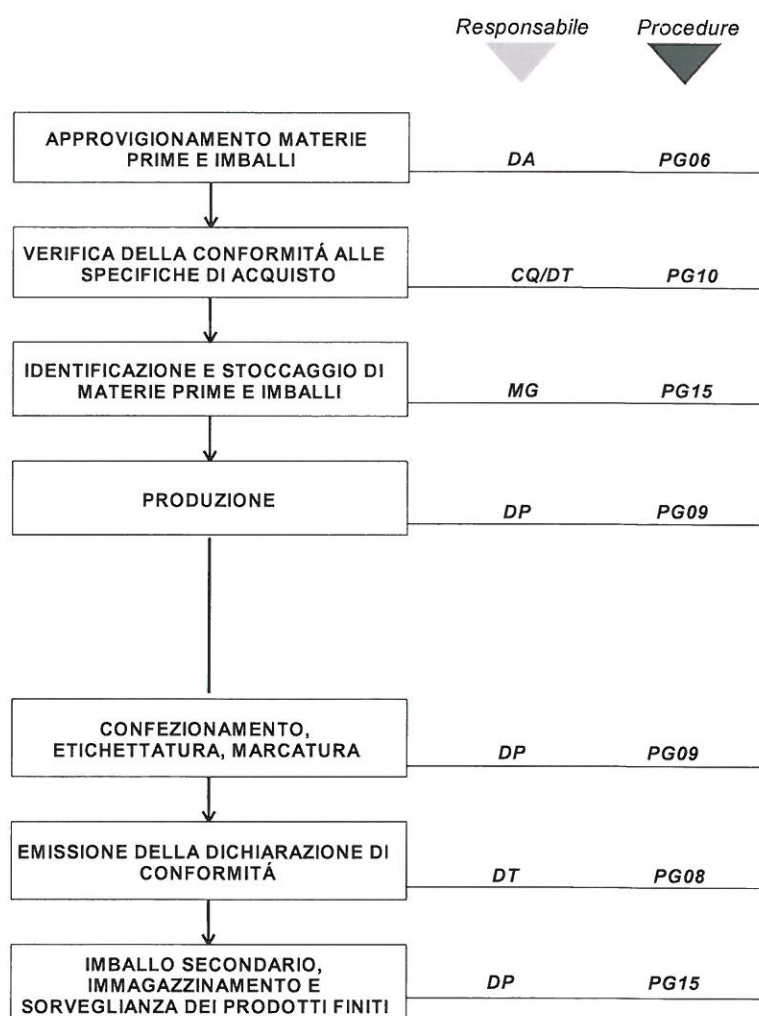 Responsabile Procedure
APPROVIGIONAMENTO MATERIE
PRIME E IMBALLI
DA PG06
VERIFICA DELLA CONFORMITÁ ALLE
SPECIFICHE DI ACQUISTO
CQ/DT PG10
IDENTIFICAZIONE E STOCCAGGIO DI
MATERIE PRIME E IMBALLI
MG PG15
PRODUZIONE
DP PG09
CONFEZIONAMENTO,
ETICHETTATURA, MARCATURA
DP PG09
EMISSIONE DELLA DICHIARAZIONE DI
CONFORMITÁ
DT PG08
IMBALLO SECONDARIO,
IMMAGAZZINAMENTO E
SORVEGLIANZA DEI PRODOTTI FINITI
DP PG15